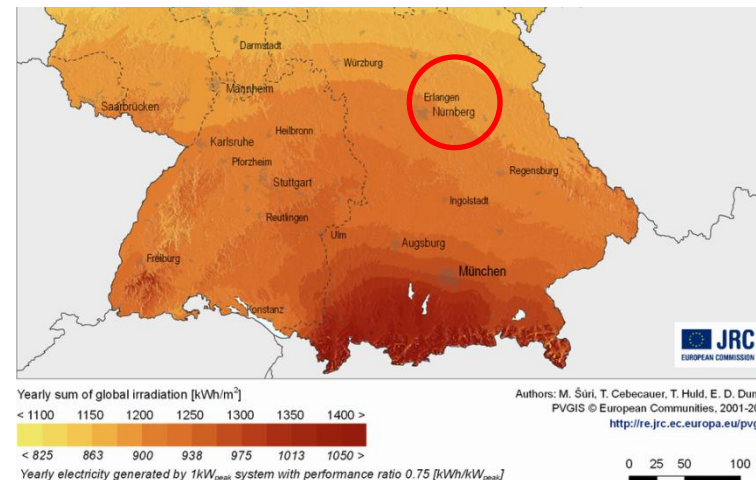 Darmstadt
Würzburg
Mannheim
Erlangen
Nürnberg
Saarbrücken
Heilbronn
Karlsruhe
Pforzheim
Regensburg
Stuttgart
Ingolstadt
Reutlingen
Ulm
Augsburg
Freiburg
München
Konstanz
JRC
EUROPEAN COMMISSION
Yearly sum of global irradiation [kWh/m²]
< 1100 1150 1200 1250 1300 1350 1400 >
< 825 863 900 938 975 1013 1050 >
Yearly electricity generated by 1kWpeak system with performance ratio 0.75 [kWh/kWpeak]
Authors: M. Šúri, T. Cebecauer, T. Huld, E. D. Dun
PVGIS © European Communities, 2001-20
http://re.jrc.ec.europa.eu/pvg
0 25 50 100